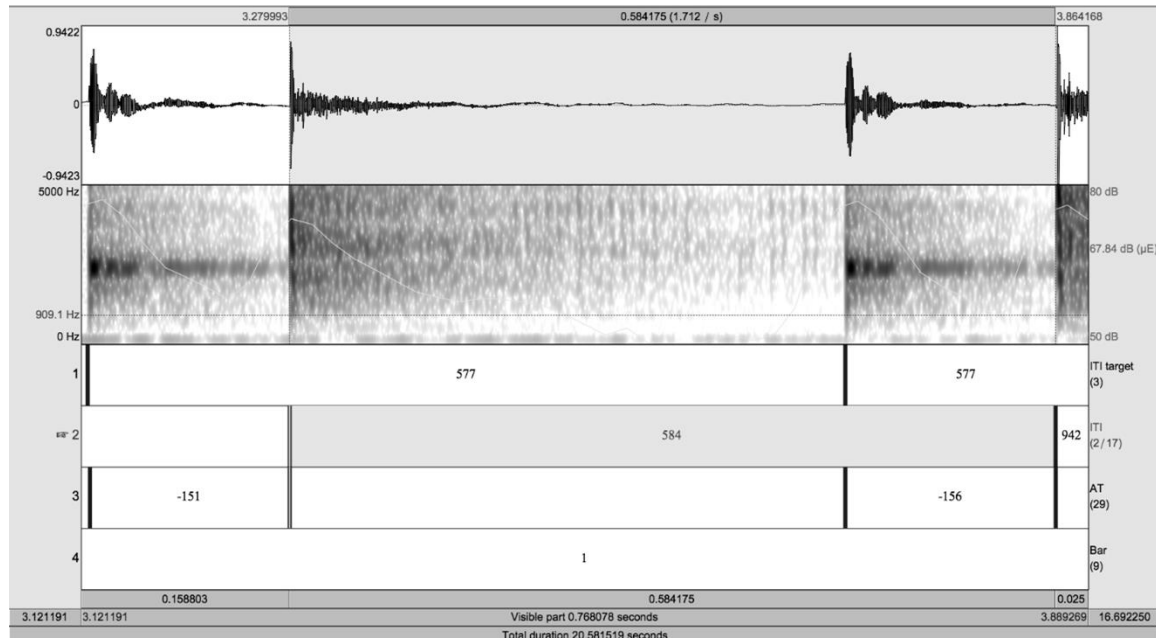 3.279993 0.584175 (1.712 / s) 3.864168
0.9422
0
-0.9423
5000 Hz 80 dB
67.84 dB (µE)
909.1 Hz
0 Hz 50 dB
1 577 577 ITI target
(3)
2 584 942 ITI
(2/17)
3 -151 -156 AT
(29)
4 1 Bar
(9)
0.158803 0.584175 0.025
3.121191 3.121191 Visible part 0.768078 seconds 3.889269 16.692250
Total duration 20.581519 seconds